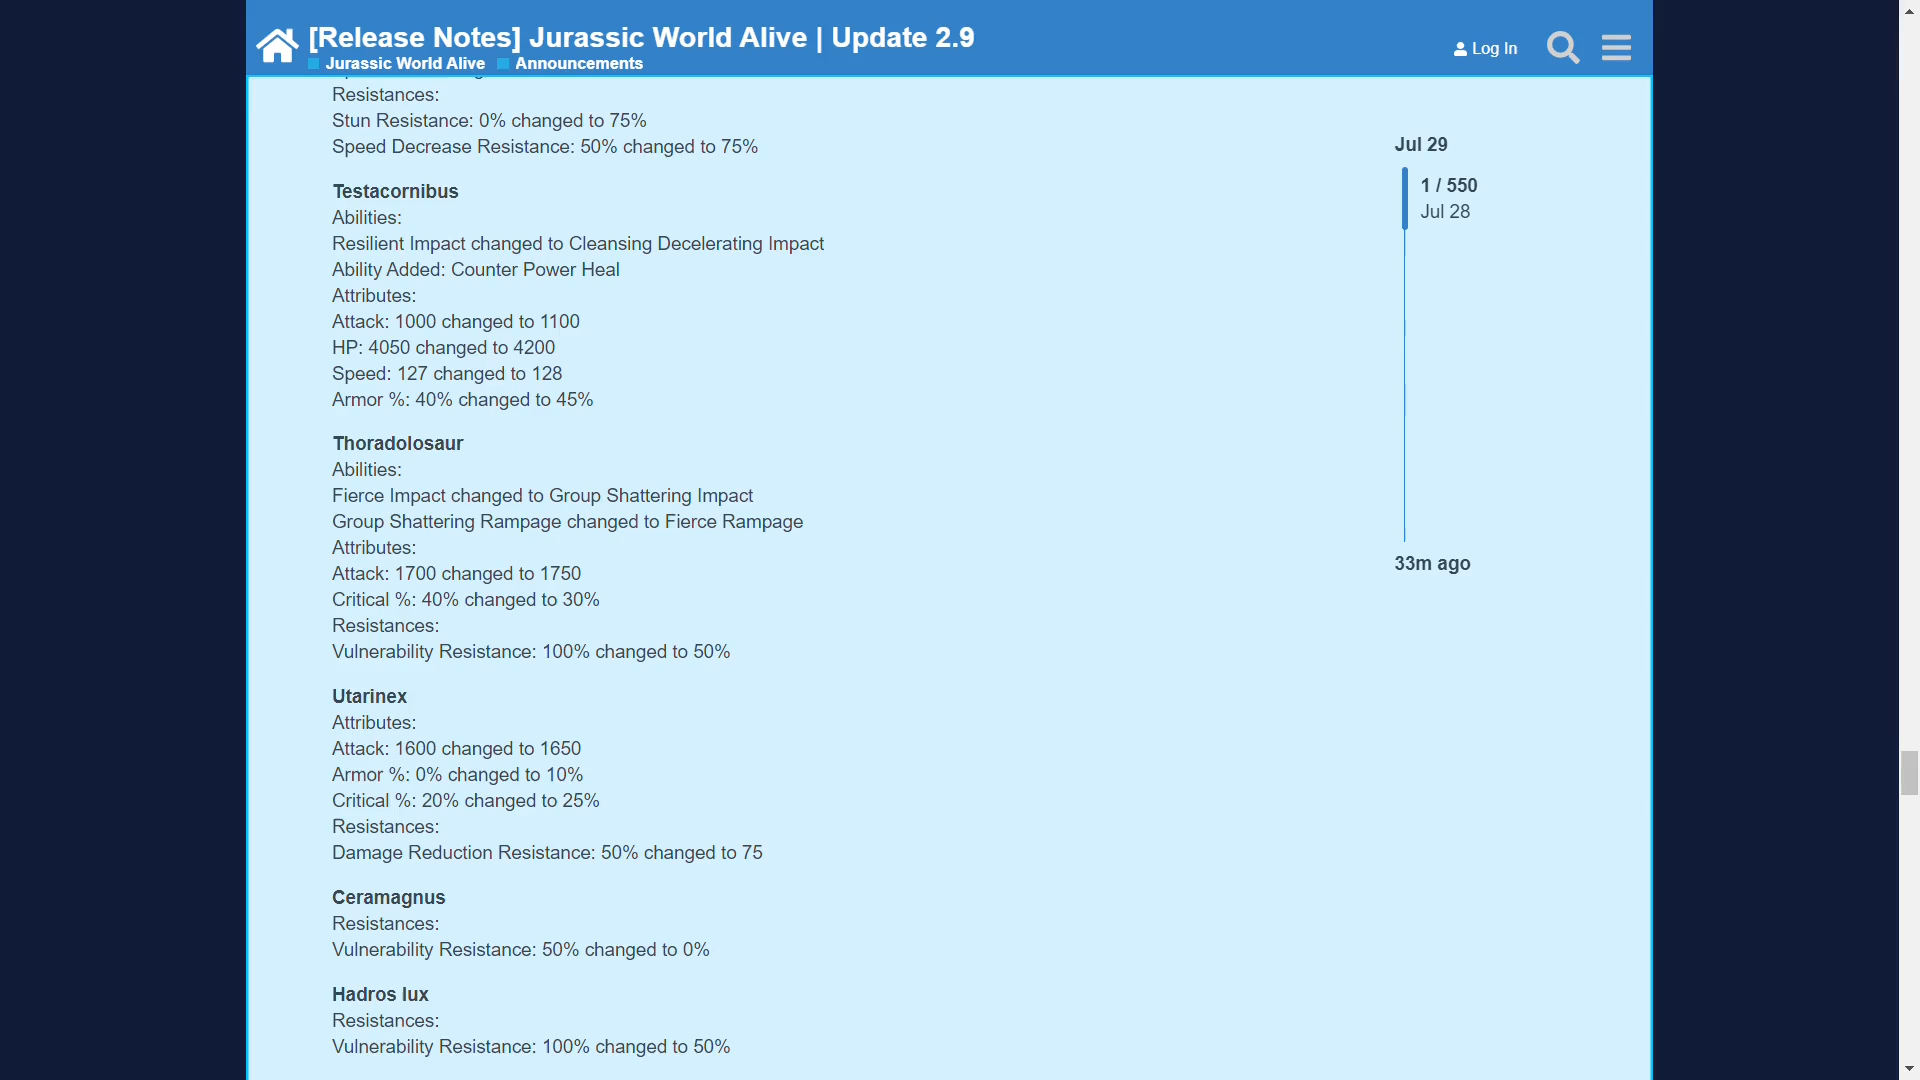 [Release Notes] Jurassic World Alive | Update 2.9
Jurassic World Alive Announcements
Log In
Resistances:
Stun Resistance: 0% changed to 75%
Speed Decrease Resistance: 50% changed to 75%
Testacornibus
Abilities:
Resilient Impact changed to Cleansing Decelerating Impact
Ability Added: Counter Power Heal
Attributes:
Attack: 1000 changed to 1100
HP: 4050 changed to 4200
Speed: 127 changed to 128
Armor %: 40% changed to 45%
Thoradolosaur
Abilities:
Fierce Impact changed to Group Shattering Impact
Group Shattering Rampage changed to Fierce Rampage
Attributes:
Attack: 1700 changed to 1750
Critical %: 40% changed to 30%
Resistances:
Vulnerability Resistance: 100% changed to 50%
Utarinex
Attributes:
Attack: 1600 changed to 1650
Armor %: 0% changed to 10%
Critical %: 20% changed to 25%
Resistances:
Damage Reduction Resistance: 50% changed to 75
Ceramagnus
Resistances:
Vulnerability Resistance: 50% changed to 0%
Hadros lux
Resistances:
Vulnerability Resistance: 100% changed to 50%
Jul 29
1 / 550
Jul 28
33m ago